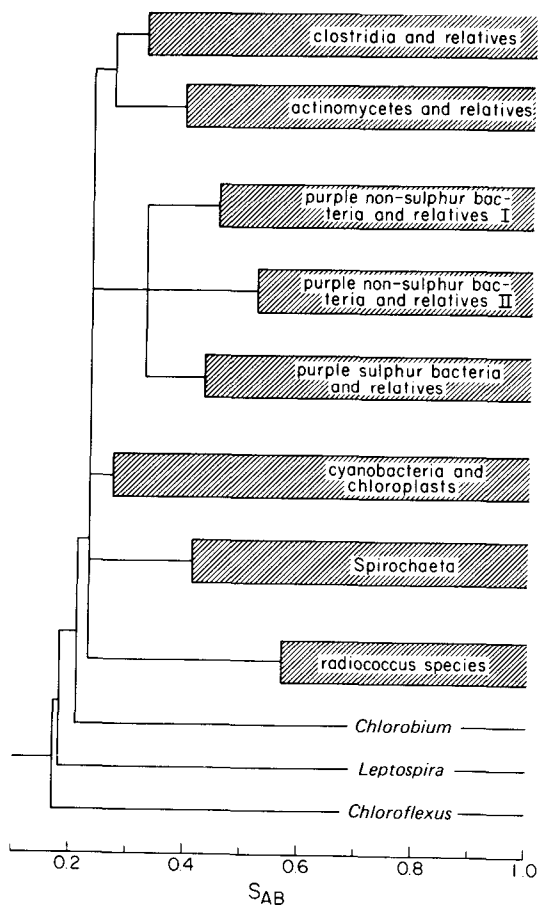 clostridia and relatives
actinomycetes and relatives
purple non-sulphur bac-
teria and relatives I
purple non-sulphur bac-
teria and relatives II
purple sulphur bacteria
and relatives
cyanobacteria and
chloroplasts
Spirochaeta
radiococcus species
Chlorobium
Leptospira
Chloroflexus
0.2 0.4 0.6 0.8 1.0
SAB